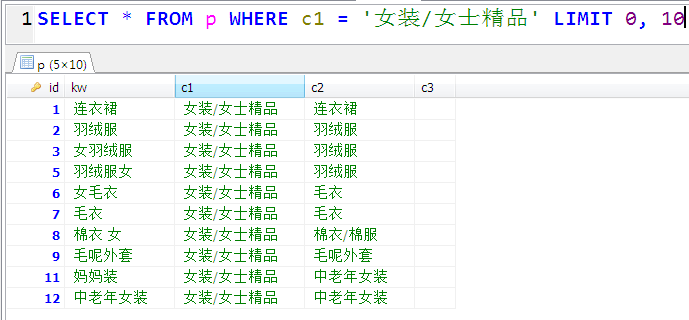 1 SELECT * FROM p WHERE c1 = '女装/女士精品' LIMIT 0, 10
p (5×10)
id kw c1 c2 c3
1 连衣裙 女装/女士精品 连衣裙
2 羽绒服 女装/女士精品 羽绒服
3 女羽绒服 女装/女士精品 羽绒服
5 羽绒服女 女装/女士精品 羽绒服
6 女毛衣 女装/女士精品 毛衣
7 毛衣 女装/女士精品 毛衣
8 棉衣 女 女装/女士精品 棉衣/棉服
9 毛呢外套 女装/女士精品 毛呢外套
11 妈妈装 女装/女士精品 中老年女装
12 中老年女装 女装/女士精品 中老年女装